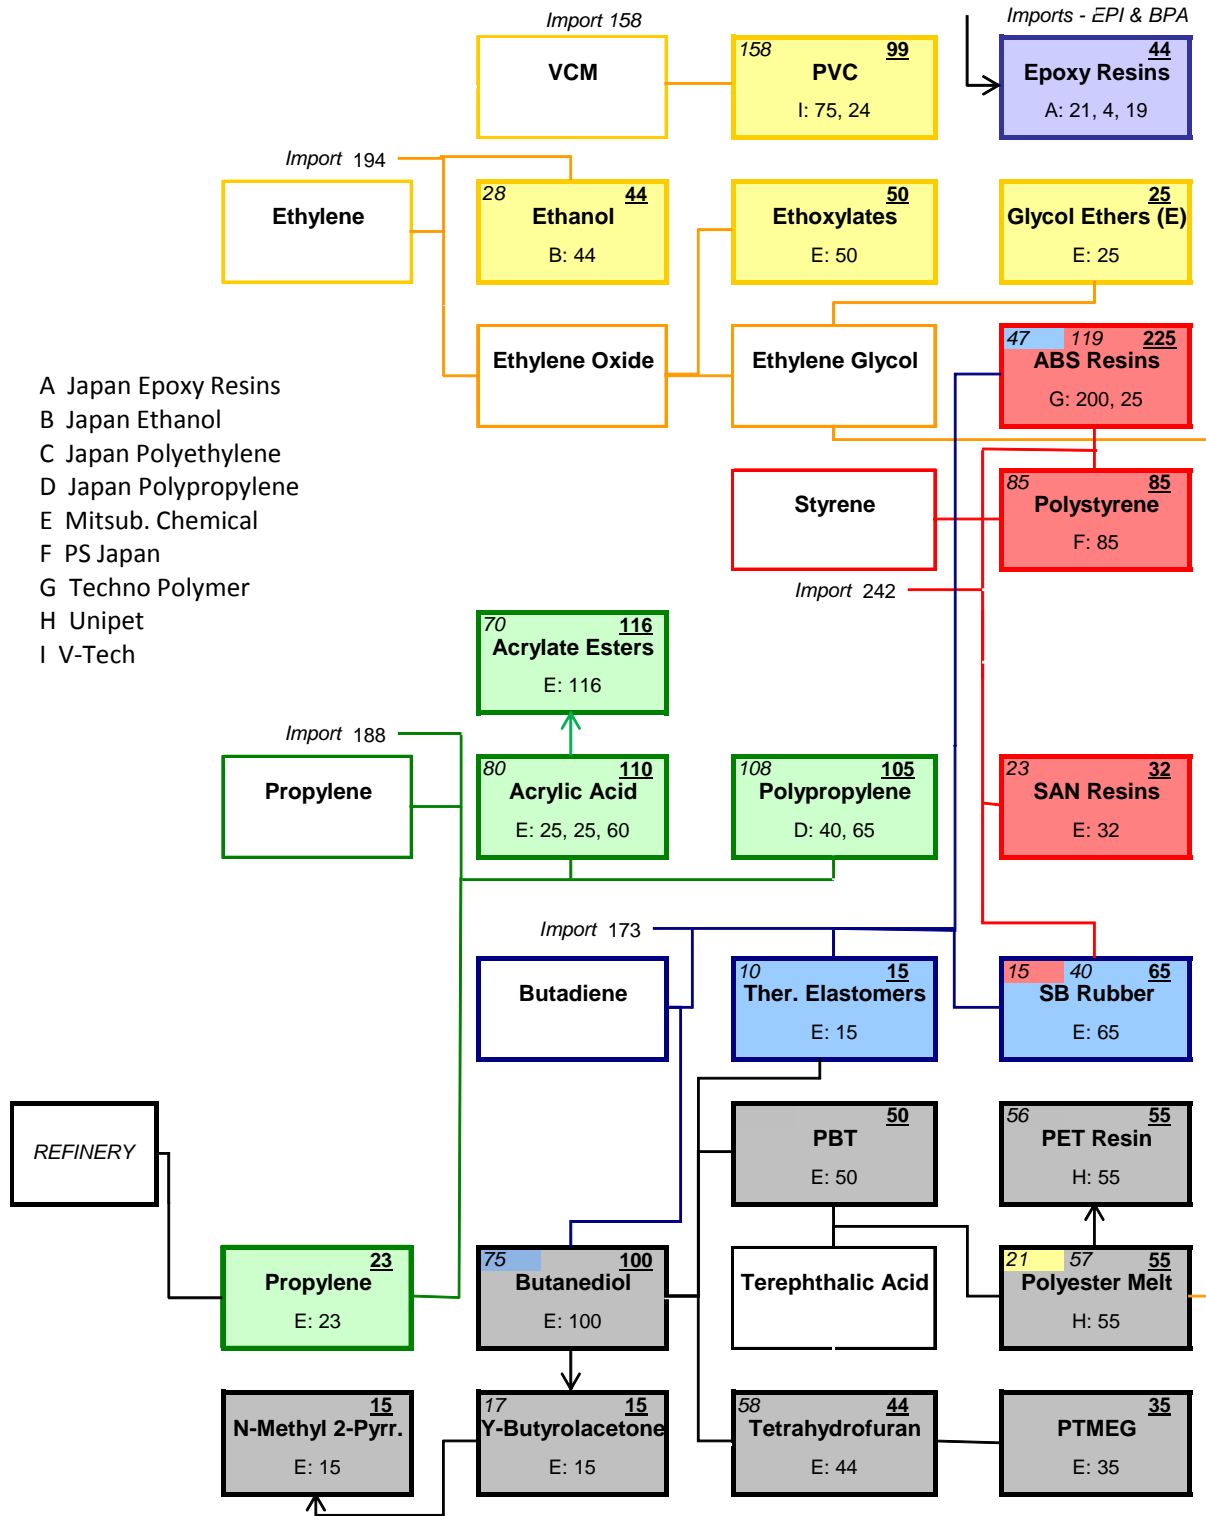 Import 158
Imports - EPI & BPA
VCM
158 99
PVC
I: 75, 24
44
Epoxy Resins
A: 21, 4, 19
Import 194
Ethylene
28 44
Ethanol
B: 44
50
Ethoxylates
E: 50
25
Glycol Ethers (E)
E: 25
Ethylene Oxide
Ethylene Glycol
47 119 225
ABS Resins
G: 200, 25
A Japan Epoxy Resins
B Japan Ethanol
C Japan Polyethylene
D Japan Polypropylene
E Mitsub. Chemical
F PS Japan
G Techno Polymer
H Unipet
I V-Tech
Styrene
85 85
Polystyrene
F: 85
Import 242
70 116
Acrylate Esters
E: 116
Import 188
Propylene
80 110
Acrylic Acid
E: 25, 25, 60
108 105
Polypropylene
D: 40, 65
23 32
SAN Resins
E: 32
Import 173
Butadiene
10 15
Ther. Elastomers
E: 15
15 40 65
SB Rubber
E: 65
REFINERY
50
PBT
E: 50
56 55
PET Resin
H: 55
23
Propylene
E: 23
75 100
Butanediol
E: 100
Terephthalic Acid
21 57 55
Polyester Melt
H: 55
15
N-Methyl 2-Pyrr.
E: 15
17 15
Y-Butyrolacetone
E: 15
58 44
Tetrahydrofuran
E: 44
35
PTMEG
E: 35